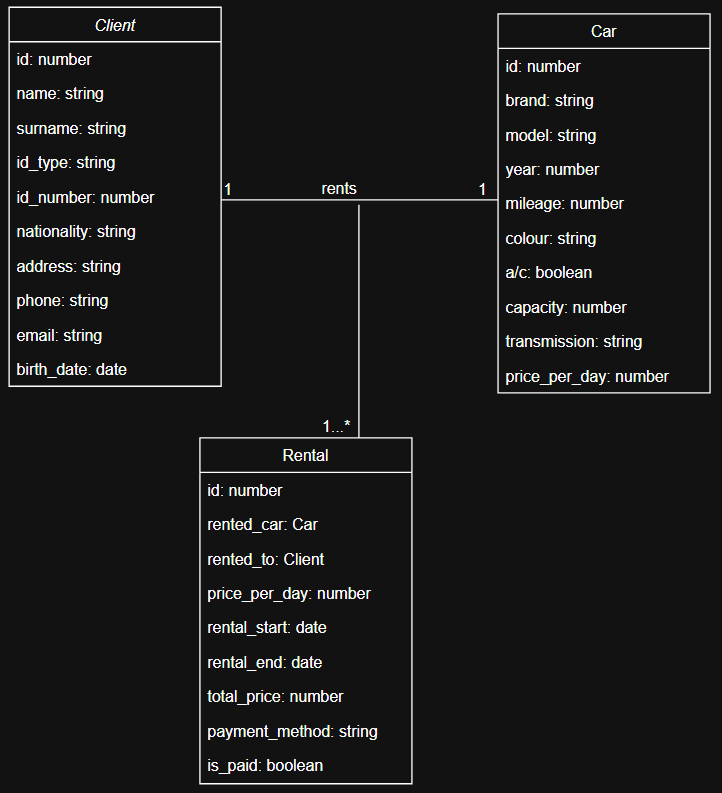 Client
id: number
name: string
surname: string
id_type: string
id_number: number
nationality: string
address: string
phone: string
email: string
birth_date: date
1
rents
1
Car
id: number
brand: string
model: string
year: number
mileage: number
colour: string
a/c: boolean
capacity: number
transmission: string
price_per_day: number
1...*
Rental
id: number
rented_car: Car
rented_to: Client
price_per_day: number
rental_start: date
rental_end: date
total_price: number
payment_method: string
is_paid: boolean